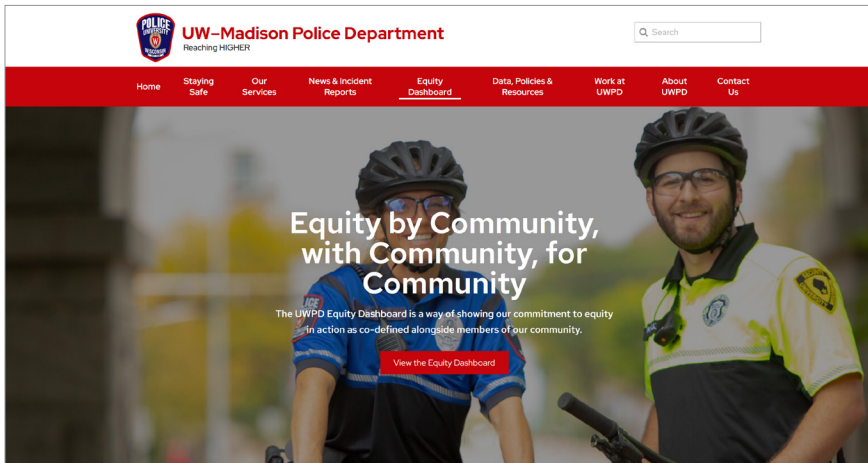 POLICE
UNIVERSITY
W
WISCONSIN
UW–Madison Police Department
Reaching HIGHER
Search
Home
Staying Safe
Our Services
News & Incident Reports
Equity Dashboard
Data, Policies & Resources
Work at UWPD
About UWPD
Contact Us
Equity by Community,
with Community, for
Community
The UWPD Equity Dashboard is a way of showing our commitment to equity
in action as co-defined alongside members of our community.
View the Equity Dashboard